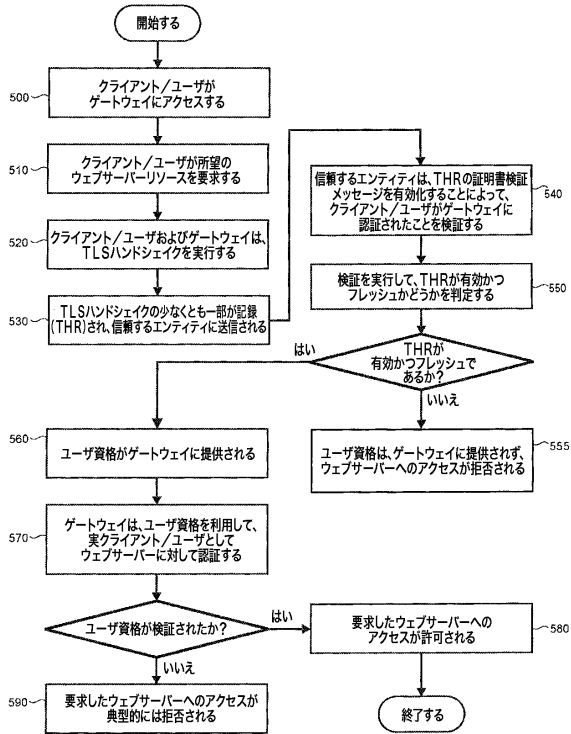 開始する
500
クライアント／ユーザが
ゲートウェイにアクセスする
510
クライアント／ユーザが所望の
ウェブサーバーリソースを要求する
520
クライアント／ユーザおよびゲートウェイは、
TLSハンドシェイクを実行する
530
TLSハンドシェイクの少なくとも一部が記録
(THR)され、信頼するエンティティに送信される
信頼するエンティティは、THRの証明書検証
メッセージを有効化することによって、
クライアント／ユーザがゲートウェイに
認証されたことを検証する
540
検証を実行して、THRが有効かつ
フレッシュかどうかを判定する
550
THRが
有効かつフレッシュで
あるか？
はい
いいえ
ユーザ資格は、ゲートウェイに提供されず、
ウェブサーバーへのアクセスが拒否される
555
560
ユーザ資格がゲートウェイに提供される
570
ゲートウェイは、ユーザ資格を利用して、
実クライアント／ユーザとして
ウェブサーバーに対して認証する
ユーザ資格が検証されたか？
はい
いいえ
要求したウェブサーバーへの
アクセスが許可される
580
590
要求したウェブサーバーへのアクセスが
典型的には拒否される
終了する